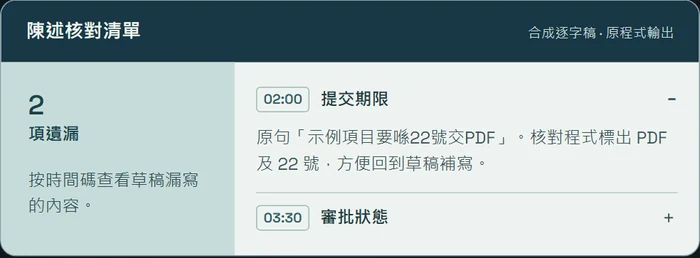 陳述核對清單
合成逐字稿·原程式輸出
2
項遺漏
按時間碼查看草稿漏寫
的內容。
02:00 提交期限 −
原句「示例項目要喺22號交PDF」。核對程式標出 PDF
及 22 號，方便回到草稿補寫。
03:30 審批狀態 +